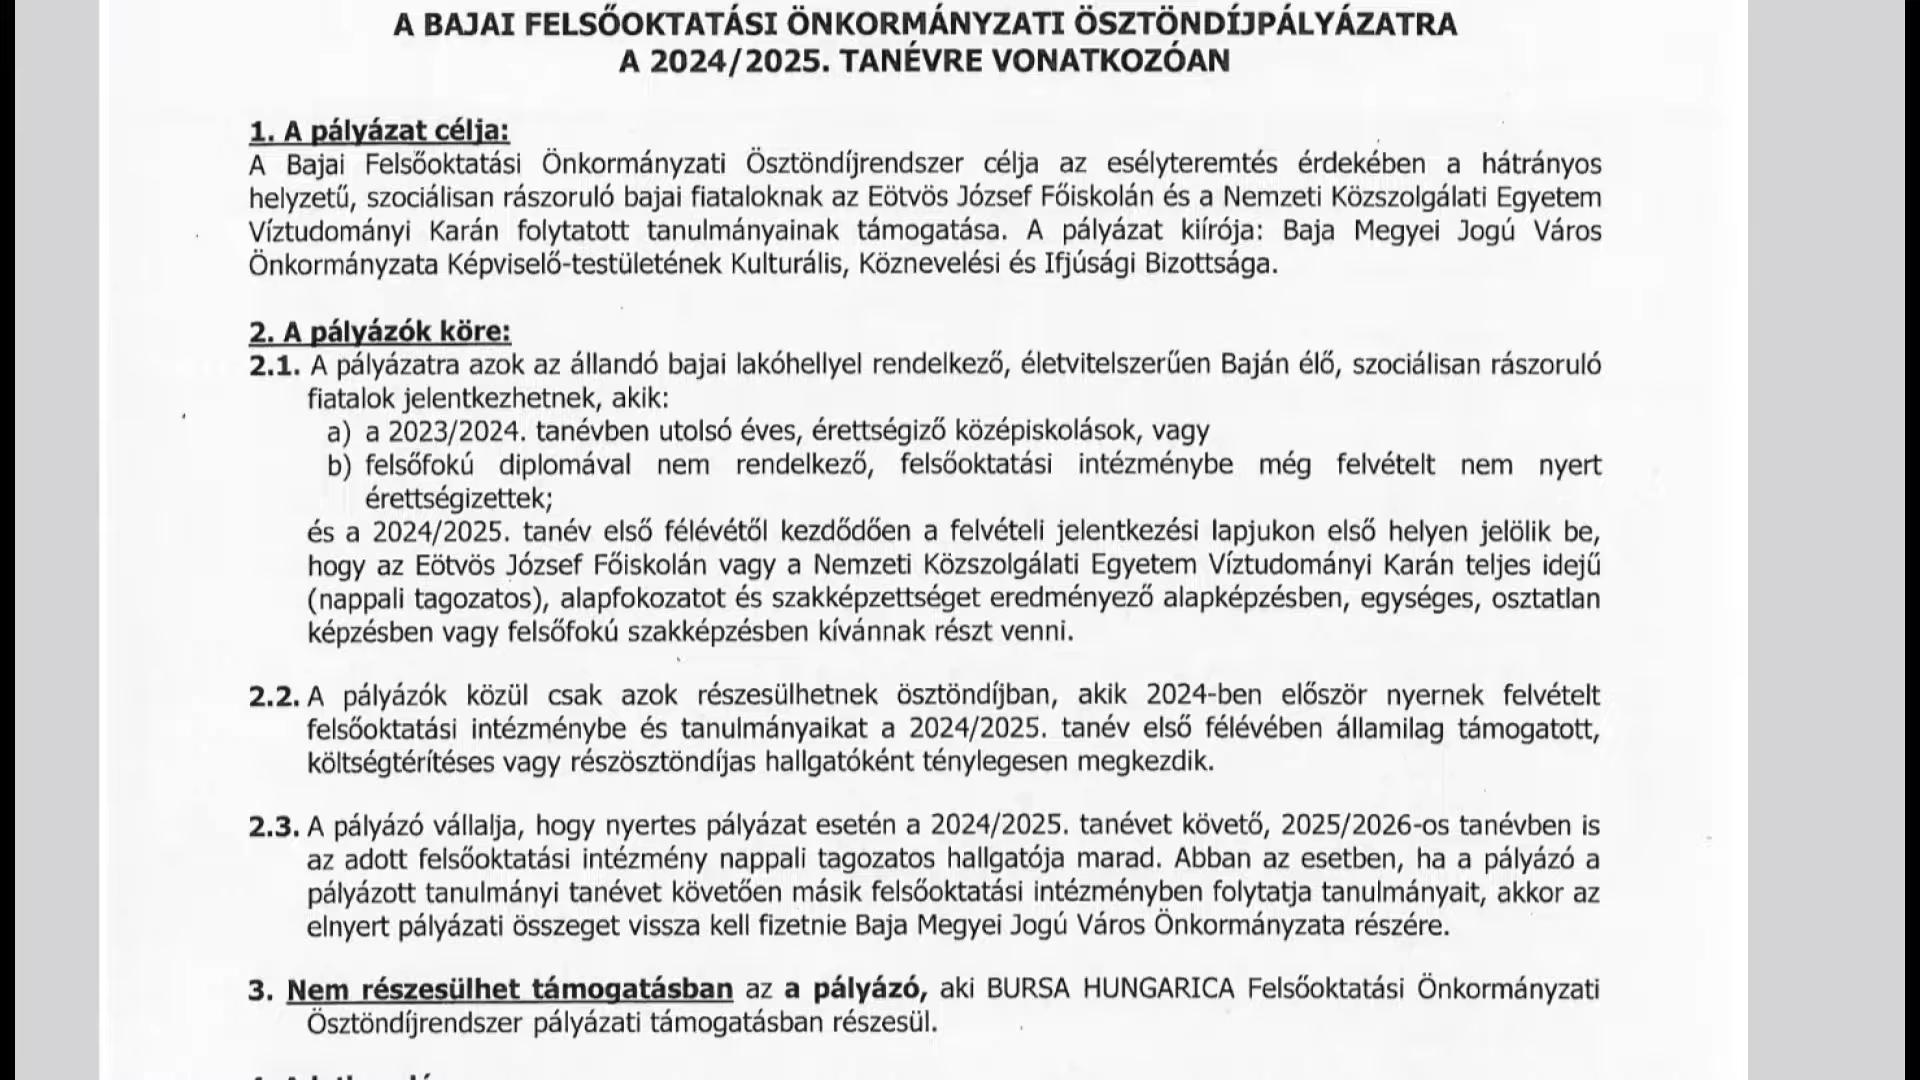 A BAJAI FELSŐOKTATÁSI ÖNKORMÁNYZATI ÖSZTÖNDÍJPÁLYÁZATRA
A 2024/2025. TANÉVRE VONATKOZÓAN
1. A pályázat célja:
A Bajai Felsőoktatási Önkormányzati Ösztöndíjrendszer célja az esélyteremtés érdekében a hátrányos
helyzetű, szociálisan rászoruló bajai fiataloknak az Eötvös József Főiskolán és a Nemzeti Közszolgálati Egyetem
Víztudományi Karán folytatott tanulmányainak támogatása. A pályázat kiírója: Baja Megyei Jogú Város
Önkormányzata Képviselő-testületének Kulturális, Köznevelési és Ifjúsági Bizottsága.
2. A pályázók köre:
2.1. A pályázatra azok az állandó bajai lakóhellyel rendelkező, életvitelszerűen Baján élő, szociálisan rászoruló
fiatalok jelentkezhetnek, akik:
a) a 2023/2024. tanévben utolsó éves, érettségiző középiskolások, vagy
b) felsőfokú diplomával nem rendelkező, felsőoktatási intézménybe még felvételt nem nyert
érettségizettek;
és a 2024/2025. tanév első félévétől kezdődően a felvételi jelentkezési lapjukon első helyen jelölik be,
hogy az Eötvös József Főiskolán vagy a Nemzeti Közszolgálati Egyetem Víztudományi Karán teljes idejű
(nappali tagozatos), alapfokozatot és szakképzettséget eredményező alapképzésben, egységes, osztatlan
képzésben vagy felsőfokú szakképzésben kívánnak részt venni.
2.2. A pályázók közül csak azok részesülhetnek ösztöndíjban, akik 2024-ben először nyernek felvételt
felsőoktatási intézménybe és tanulmányaikat a 2024/2025. tanév első félévében államilag támogatott,
költségtérítéses vagy részösztöndíjas hallgatóként ténylegesen megkezdik.
2.3. A pályázó vállalja, hogy nyertes pályázat esetén a 2024/2025. tanévet követő, 2025/2026-os tanévben is
az adott felsőoktatási intézmény nappali tagozatos hallgatója marad. Abban az esetben, ha a pályázó a
pályázott tanulmányi tanévet követően másik felsőoktatási intézményben folytatja tanulmányait, akkor az
elnyert pályázati összeget vissza kell fizetnie Baja Megyei Jogú Város Önkormányzata részére.
3. Nem részesülhet támogatásban az a pályázó, aki BURSA HUNGARICA Felsőoktatási Önkormányzati
Ösztöndíjrendszer pályázati támogatásban részesül.